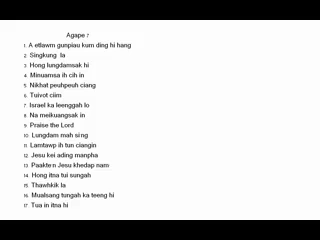 Agape 7
1. A etlawm gunpiau kum ding hi hang
2. Singkung la
3. Hong lungdamsak hi
4. Minuamsa ih cih in
5. Nikhat peuhpeuh ciang
6. Tuivot ciim
7. Israel ka leenggah lo
8. Na meikuangsak in
9. Praise the Lord
10. Lungdam mah sing
11. Lamtawp ih tun ciangin
12. Jesu kei ading manpha
13. Paakten Jesu khedap nam
14. Hong itna tui sungah
15. Thawhkik la
16. Mualsang tungah ka teeng hi
17. Tua in itna hi